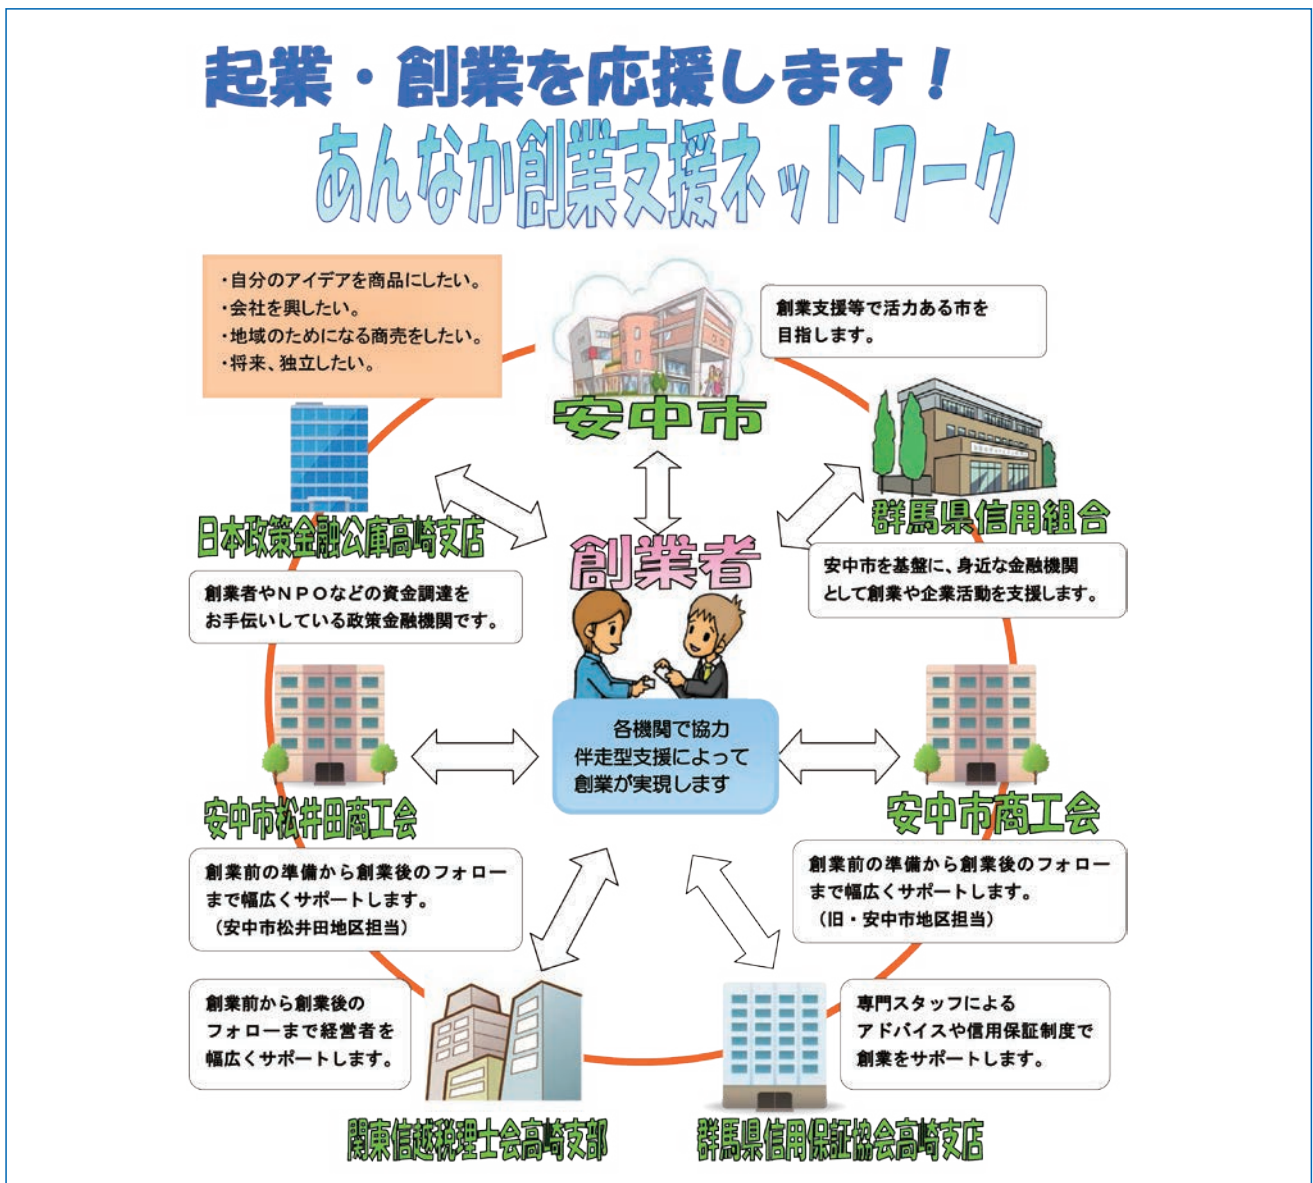 起業・創業を応援します！
あんなか創業支援ネットワーク
・自分のアイデアを商品にしたい。
・会社を興したい。
・地域のためになる商売をしたい。
・将来、独立したい。
安中市
創業支援等で活力ある市を
目指します。
日本政策金融公庫高崎支店
創業者やＮＰＯなどの資金調達を
お手伝いしている政策金融機関です。
群馬県信用組合
安中市を基盤に、身近な金融機関
として創業や企業活動を支援します。
創業者
各機関で協力
伴走型支援によって
創業が実現します
安中市松井田商工会
創業前の準備から創業後のフォロー
まで幅広くサポートします。
（安中市松井田地区担当）
安中市商工会
創業前の準備から創業後のフォロー
まで幅広くサポートします。
（旧・安中市地区担当）
創業前から創業後の
フォローまで経営者を
幅広くサポートします。
関東信越税理士会高崎支部
専門スタッフによる
アドバイスや信用保証制度で
創業をサポートします。
群馬県信用保証協会高崎支店